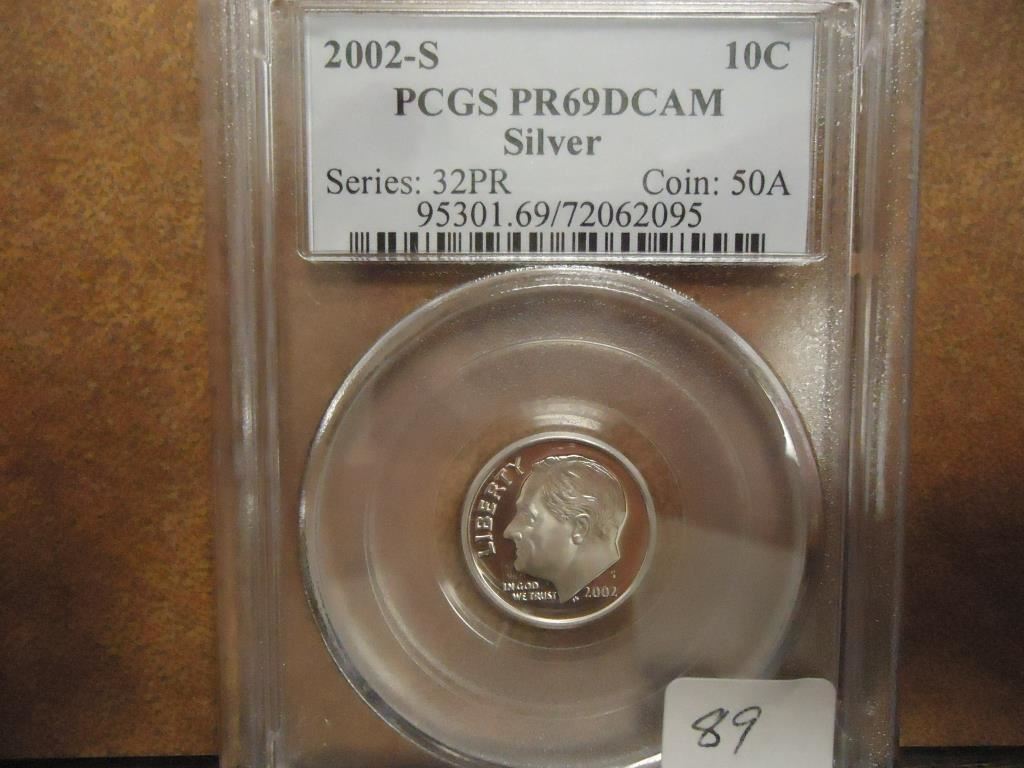 2002-S 10C
PCGS PR69DCAM
Silver
Series: 32PR Coin: 50A
95301.69/72062095
LIBERTY
IN GOD
WE TRUST
2002
89